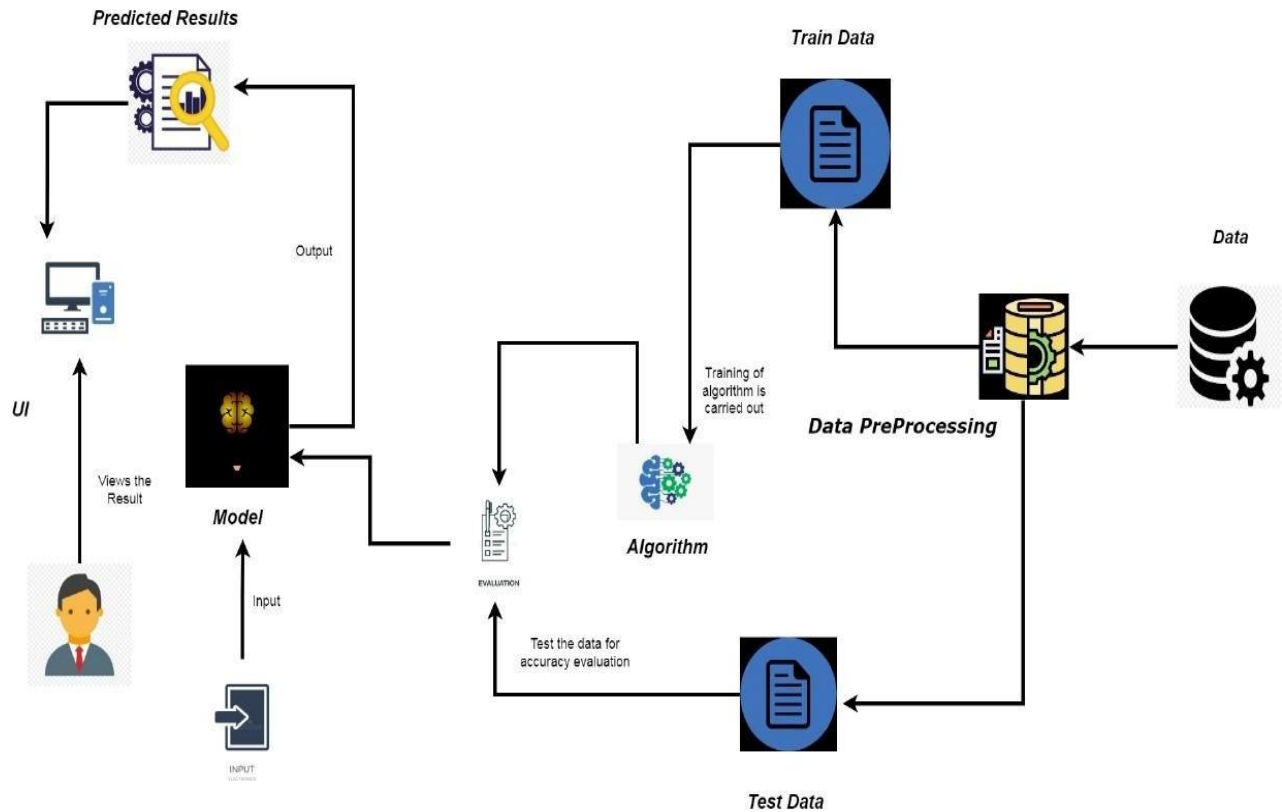 Predicted Results
Train Data
Data
Output
Training of
algorithm is
carried out
Data PreProcessing
UI
Views the
Result
Model
Algorithm
EVALUATION
Input
Test the data for
accuracy evaluation
INPUT
Test Data